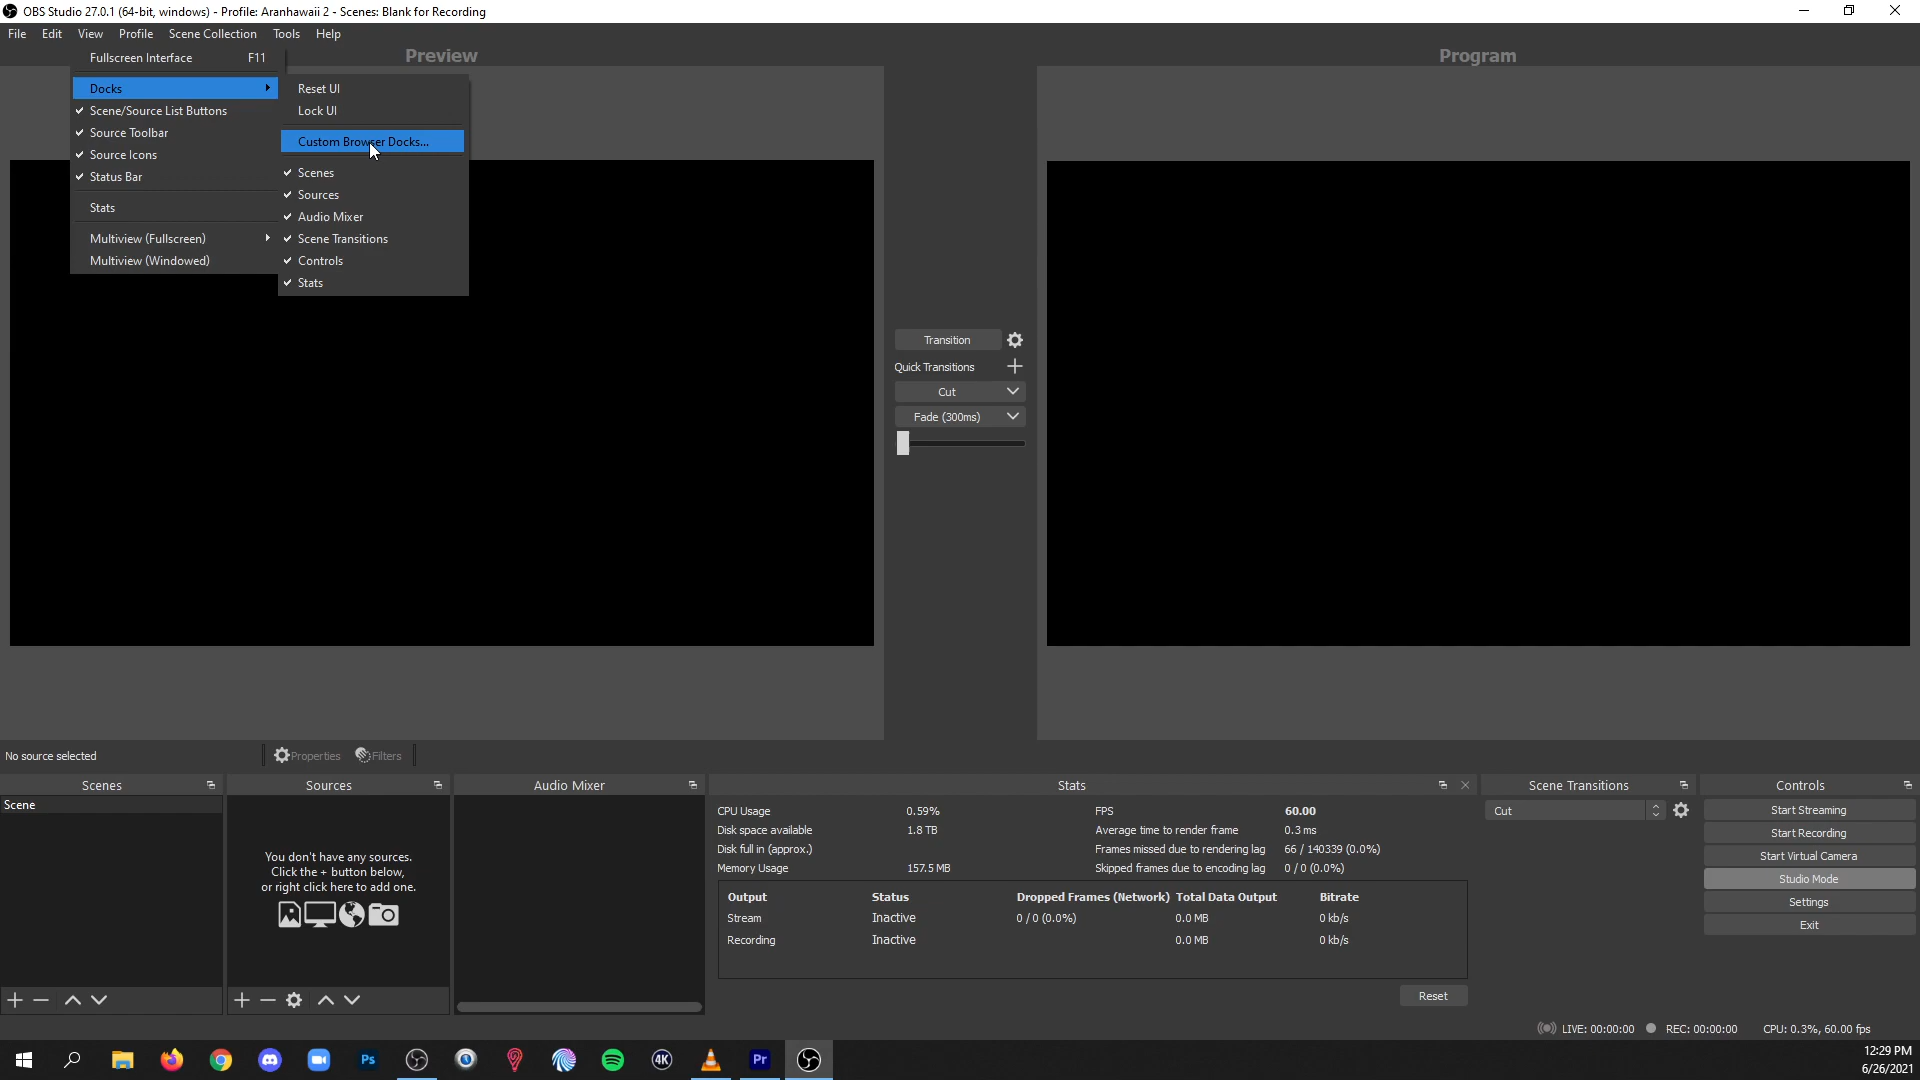 OBS Studio 27.0.1 (64-bit, windows) - Profile: Aranhawaii 2 - Scenes: Blank for Recording
File Edit View Profile Scene Collection Tools Help
Fullscreen Interface F11
Preview
Program
Docks
Scene/Source List Buttons
Source Toolbar
Source Icons
Status Bar
Stats
Multiview (Fullscreen)
Multiview (Windowed)
Reset UI
Lock UI
Custom Browser Docks...
Scenes
Sources
Audio Mixer
Scene Transitions
Controls
Stats
Transition
Quick Transitions
Cut
Fade (300ms)
No source selected
Properties
Filters
Scenes
Scene
Sources
You don't have any sources.
Click the + button below,
or right click here to add one.
Audio Mixer
Stats
CPU Usage 0.59% FPS 60.00
Disk space available 1.8 TB Average time to render frame 0.3 ms
Disk full in (approx.) Frames missed due to rendering lag 66 / 140339 (0.0%)
Memory Usage 157.5 MB Skipped frames due to encoding lag 0 / 0 (0.0%)
Output Status Dropped Frames (Network) Total Data Output Bitrate
Stream Inactive 0 / 0 (0.0%) 0.0 MB 0 kb/s
Recording Inactive 0.0 MB 0 kb/s
Reset
Scene Transitions
Cut
Controls
Start Streaming
Start Recording
Start Virtual Camera
Studio Mode
Settings
Exit
LIVE: 00:00:00 REC: 00:00:00 CPU: 0.3%, 60.00 fps
Ps
4K
Pr
12:29 PM
6/26/2021